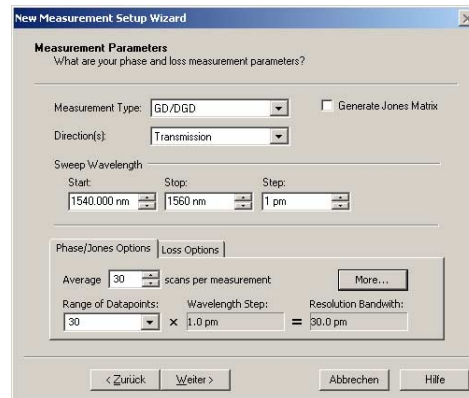 New Measurement Setup Wizard
Measurement Parameters
What are your phase and loss measurement parameters?
Measurement Type: GD/DGD Generate Jones Matrix
Direction(s): Transmission
Sweep Wavelength
Start: Stop: Step:
1540.000 nm 1560 nm 1 pm
Phase/Jones Options Loss Options
Average 30 scans per measurement More...
Range of Datapoints: Wavelength Step: Resolution Bandwith:
30 × 1.0 pm = 30.0 pm
< Zurück Weiter > Abbrechen Hilfe